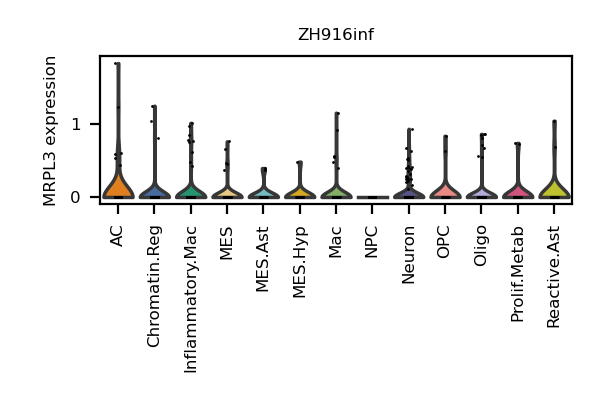 ZH916inf
MRPL3 expression
1
0
AC
Chromatin.Reg
Inflammatory.Mac
MES
MES.Ast
MES.Hyp
Mac
NPC
Neuron
OPC
Oligo
Prolif.Metab
Reactive.Ast